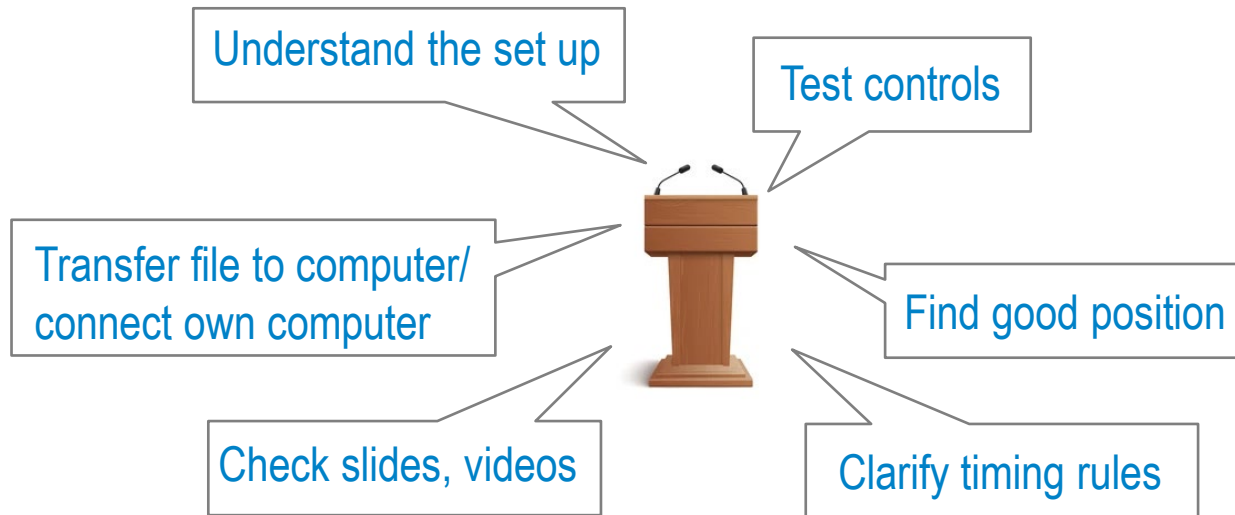 Understand the set up
Test controls
Transfer file to computer/
connect own computer
Find good position
Check slides, videos
Clarify timing rules